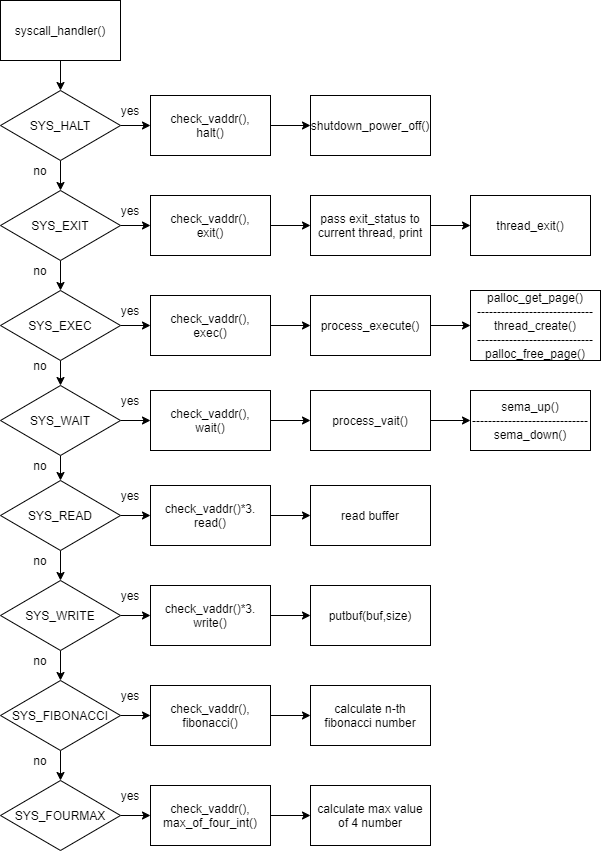 syscall_handler()
SYS_HALT
yes
check_vaddr(),
halt()
shutdown_power_off()
no
SYS_EXIT
yes
check_vaddr(),
exit()
pass exit_status to
current thread, print
thread_exit()
no
SYS_EXEC
yes
check_vaddr(),
exec()
process_execute()
palloc_get_page()
thread_create()
palloc_free_page()
no
SYS_WAIT
yes
check_vaddr(),
wait()
process_vait()
sema_up()
sema_down()
no
SYS_READ
yes
check_vaddr()*3.
read()
read buffer
no
SYS_WRITE
yes
check_vaddr()*3.
write()
putbuf(buf,size)
no
SYS_FIBONACCI
yes
check_vaddr(),
fibonacci()
calculate n-th
fibonacci number
no
SYS_FOURMAX
yes
check_vaddr(),
max_of_four_int()
calculate max value
of 4 number